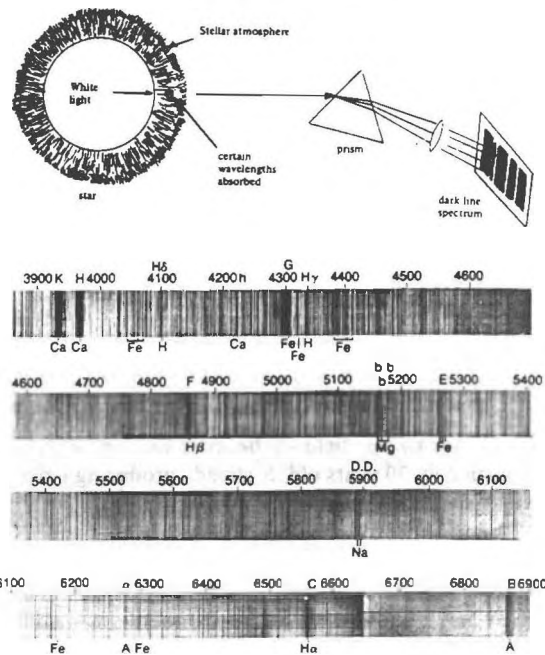 Stellar atmosphere
White
light
certain
wavelengths
absorbed
star
prism
dark line
spectrum
3900 K H 4000 Hδ 4100 4200 h G 4300 Hγ 4400 4500 4600
Ca Ca Fe H Ca Fe H Fe
Fe
4600 4700 4800 F 4900 5000 5100 b b b 5200 E 5300 5400
Hβ Mg Fe
5400 5500 5600 5700 5800 D.D. 5900 6000 6100
Na
6100 6200 α 6300 6400 6500 C 6600 6700 6800 B 6900
Fe A Fe Hα A